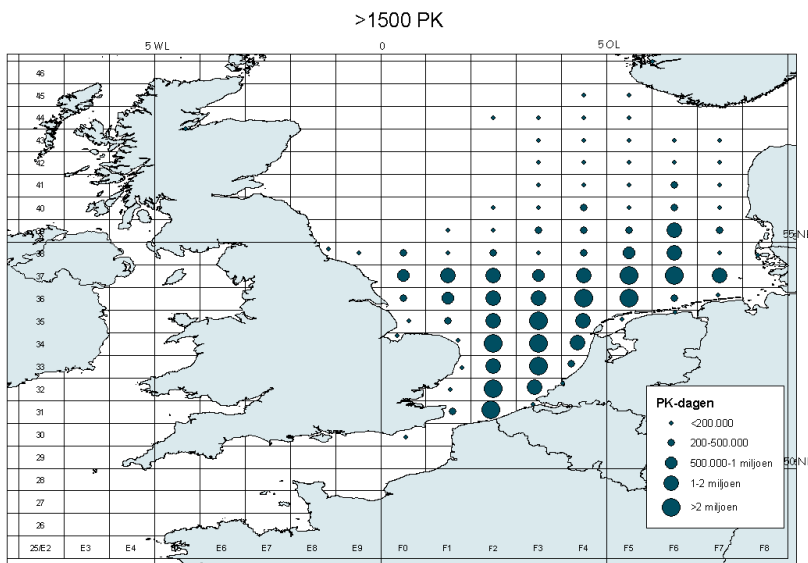 >1500 PK
5 WL 0 5 OL
46
45
44
43
42
41
40
55 NB
38
37
36
35
34
33
32
31
30
29
28
27
26
25/E2 E3 E4 E6 E7 E8 E9 F0 F1 F2 F3 F4 F5 F6 F7 F8
PK-dagen
<200.000
200-500.000
500.000-1 miljoen
1-2 miljoen
>2 miljoen